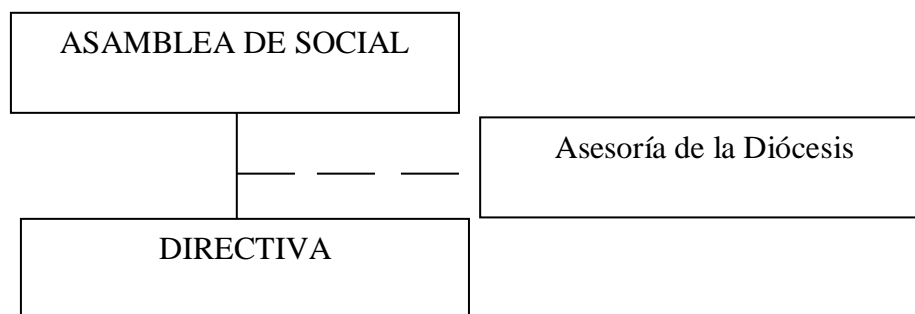 ASAMBLEA DE SOCIAL
Asesoría de la Diócesis
DIRECTIVA